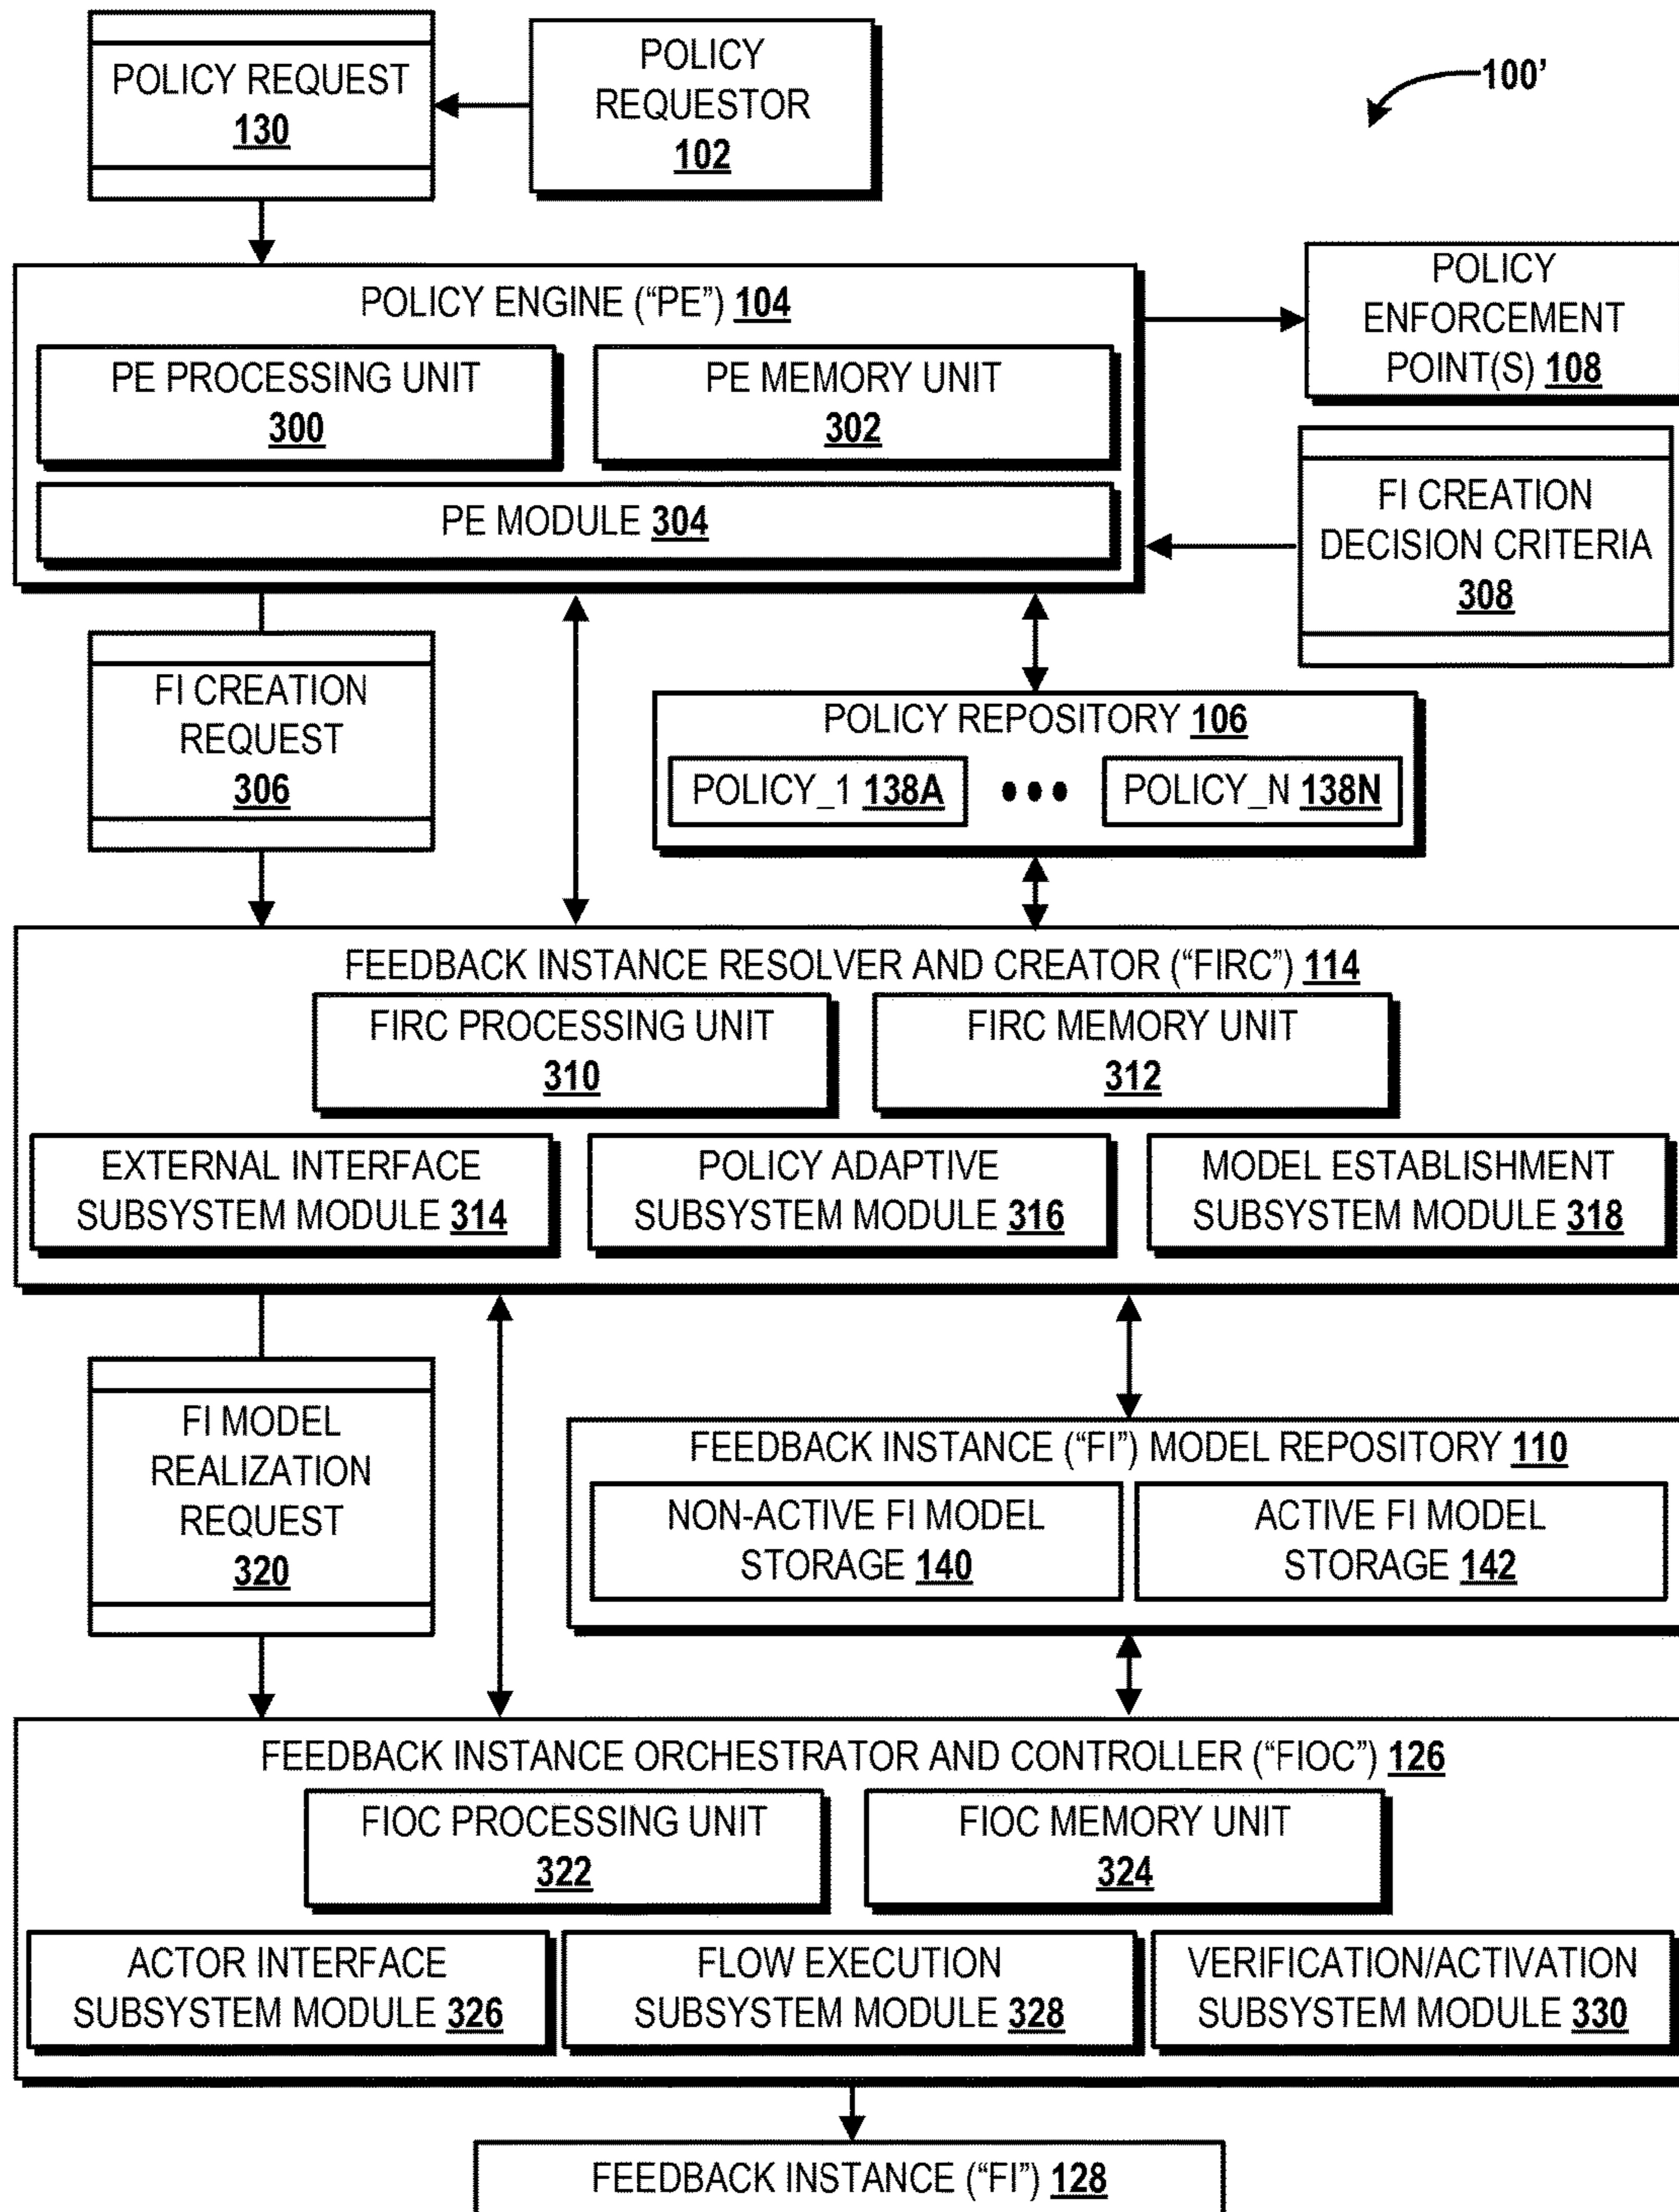 POLICY REQUEST
130
POLICY
REQUESTOR
102
100'
POLICY ENGINE (“PE”) 104
PE PROCESSING UNIT
300
PE MEMORY UNIT
302
PE MODULE 304
POLICY
ENFORCEMENT
POINT(S) 108
FI CREATION
DECISION CRITERIA
308
FI CREATION
REQUEST
306
POLICY REPOSITORY 106
POLICY_1 138A
•••
POLICY_N 138N
FEEDBACK INSTANCE RESOLVER AND CREATOR (“FIRC”) 114
FIRC PROCESSING UNIT
310
FIRC MEMORY UNIT
312
EXTERNAL INTERFACE
SUBSYSTEM MODULE 314
POLICY ADAPTIVE
SUBSYSTEM MODULE 316
MODEL ESTABLISHMENT
SUBSYSTEM MODULE 318
FI MODEL
REALIZATION
REQUEST
320
FEEDBACK INSTANCE (“FI”) MODEL REPOSITORY 110
NON-ACTIVE FI MODEL
STORAGE 140
ACTIVE FI MODEL
STORAGE 142
FEEDBACK INSTANCE ORCHESTRATOR AND CONTROLLER (“FIOC”) 126
FIOC PROCESSING UNIT
322
FIOC MEMORY UNIT
324
ACTOR INTERFACE
SUBSYSTEM MODULE 326
FLOW EXECUTION
SUBSYSTEM MODULE 328
VERIFICATION/ACTIVATION
SUBSYSTEM MODULE 330
FEEDBACK INSTANCE (“FI”) 128